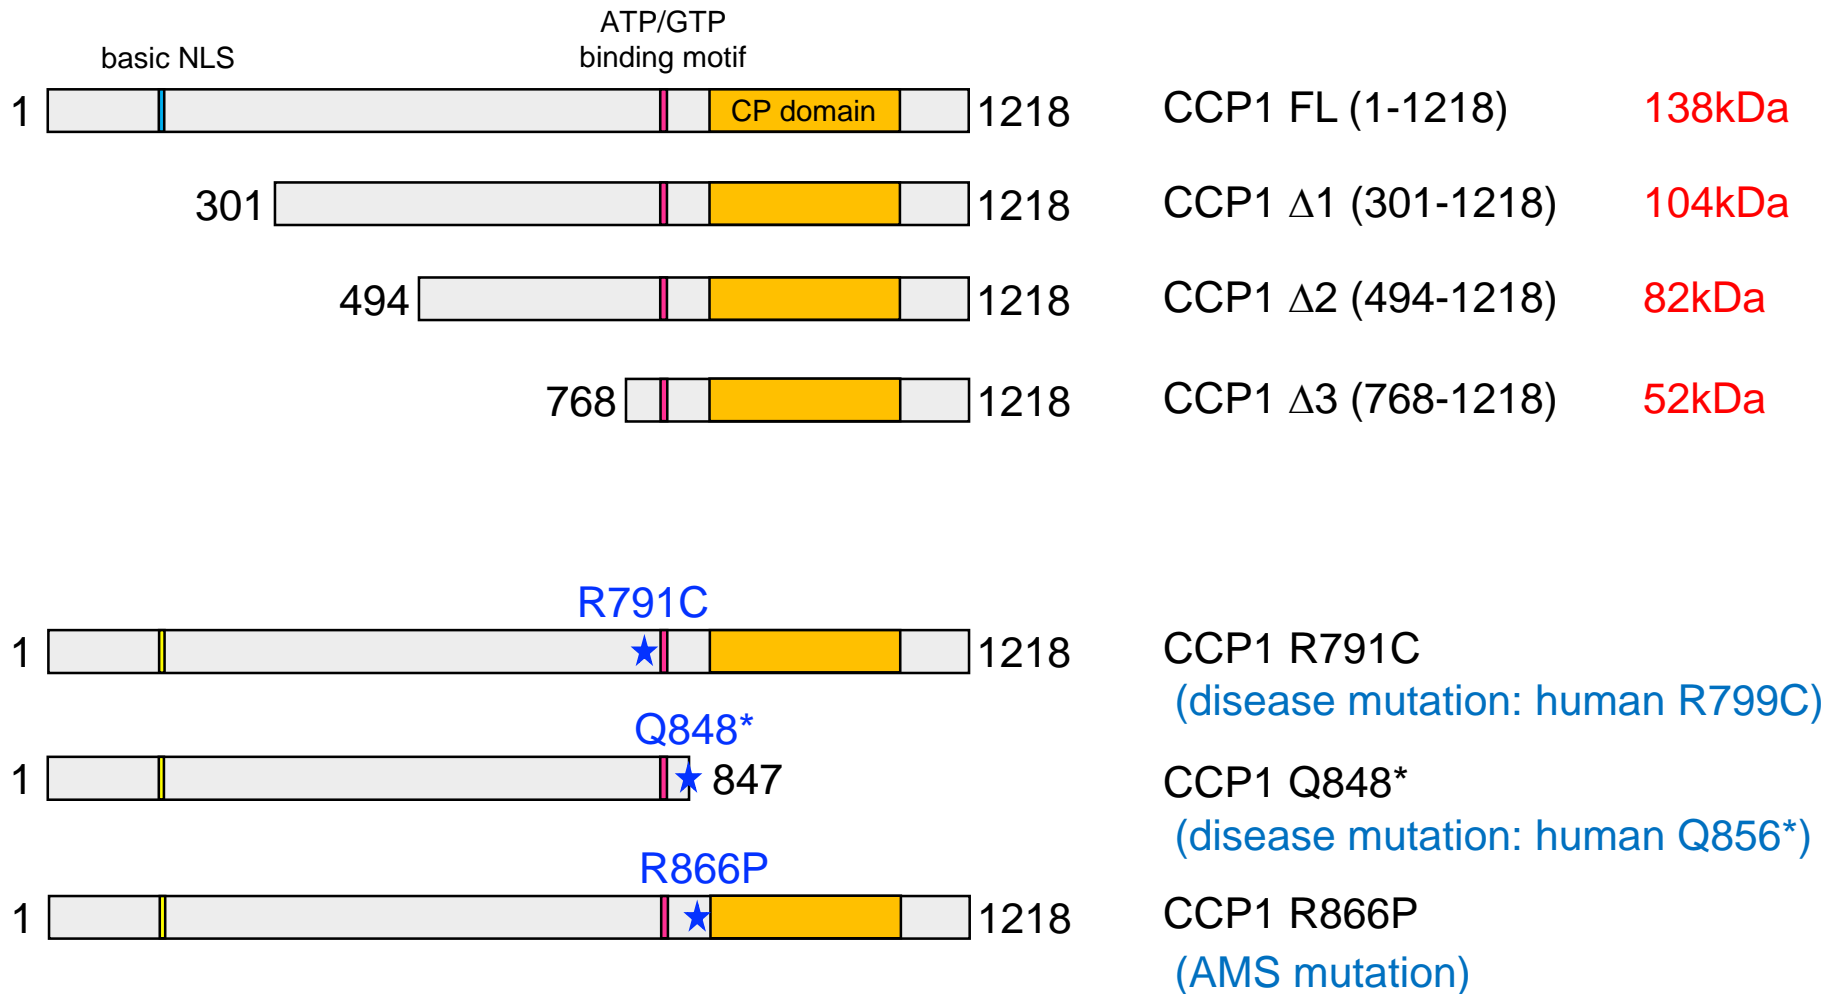 ATP/GTP
basic NLS binding motif
1 CP domain 1218 CCP1 FL (1-1218) 138kDa
301 1218 CCP1 Δ1 (301-1218) 104kDa
494 1218 CCP1 Δ2 (494-1218) 82kDa
768 1218 CCP1 Δ3 (768-1218) 52kDa
R791C
1 1218 CCP1 R791C
(disease mutation: human R799C)
Q848*
1 847 CCP1 Q848*
(disease mutation: human Q856*)
R866P
1 1218 CCP1 R866P
(AMS mutation)